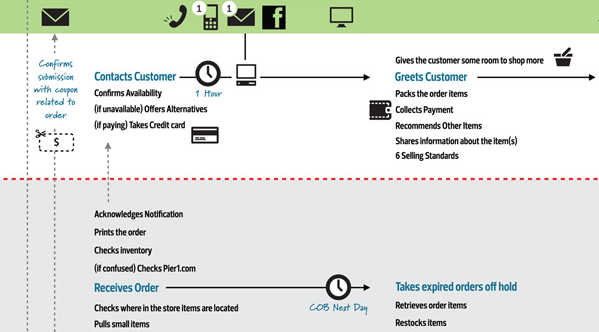 1
1
Confirms
submission
with coupon
related to
order
$
Contacts Customer
Confirms Availability
(if unavailable) Offers Alternatives
(if paying) Takes Credit card
1 Hour
Gives the customer some room to shop more
Greets Customer
Packs the order items
Collects Payment
Recommends Other Items
Shares information about the item(s)
6 Selling Standards
Acknowledges Notification
Prints the order
Checks inventory
(if confused) Checks Pier1.com
Receives Order
Checks where in the store items are located
Pulls small items
COB Next Day
Takes expired orders off hold
Retrieves order items
Restocks items